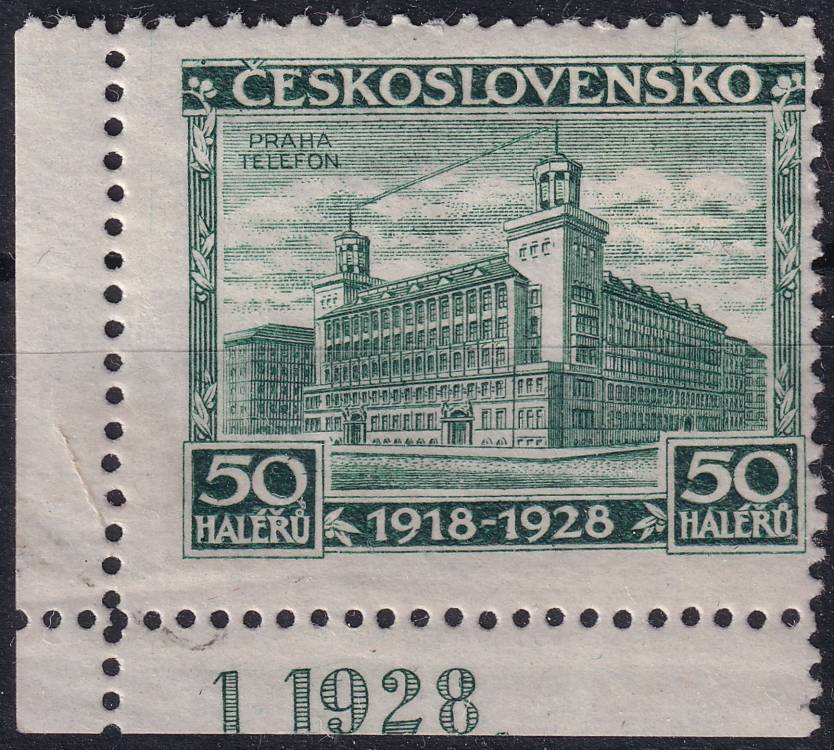 ČESKOSLOVENSKO
PRAHA
TELEFON
50
HALÉŘŮ
1918-1928
50
HALÉŘŮ
1 1928